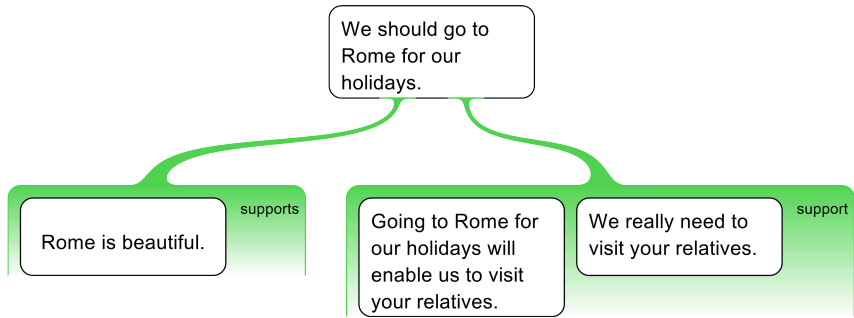 We should go to
Rome for our
holidays.
supports
Rome is beautiful.
support
Going to Rome for
our holidays will
enable us to visit
your relatives.
We really need to
visit your relatives.